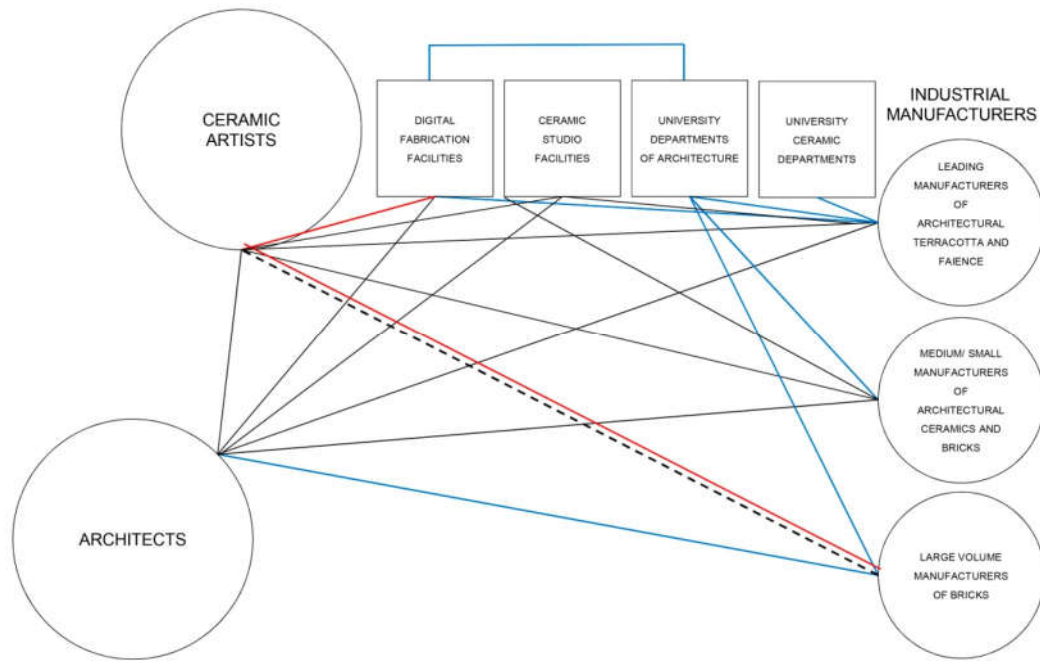 CERAMIC
ARTISTS
DIGITAL
FABRICATION
FACILITIES
CERAMIC
STUDIO
FACILITIES
UNIVERSITY
DEPARTMENTS
OF ARCHITECTURE
UNIVERSITY
CERAMIC
DEPARTMENTS
INDUSTRIAL
MANUFACTURERS
LEADING
MANUFACTURERS
OF
ARCHITECTURAL
TERRACOTTA AND
FAIENCE
MEDIUM/ SMALL
MANUFACTURERS
OF
ARCHITECTURAL
CERAMICS AND
BRICKS
ARCHITECTS
LARGE VOLUME
MANUFACTURERS
OF BRICKS